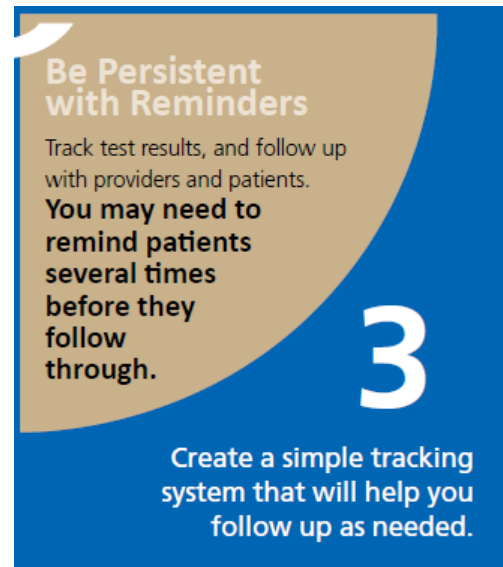 Be Persistent
with Reminders
Track test results, and follow up
with providers and patients.
You may need to
remind patients
several times
before they
follow
through.
3
Create a simple tracking
system that will help you
follow up as needed.